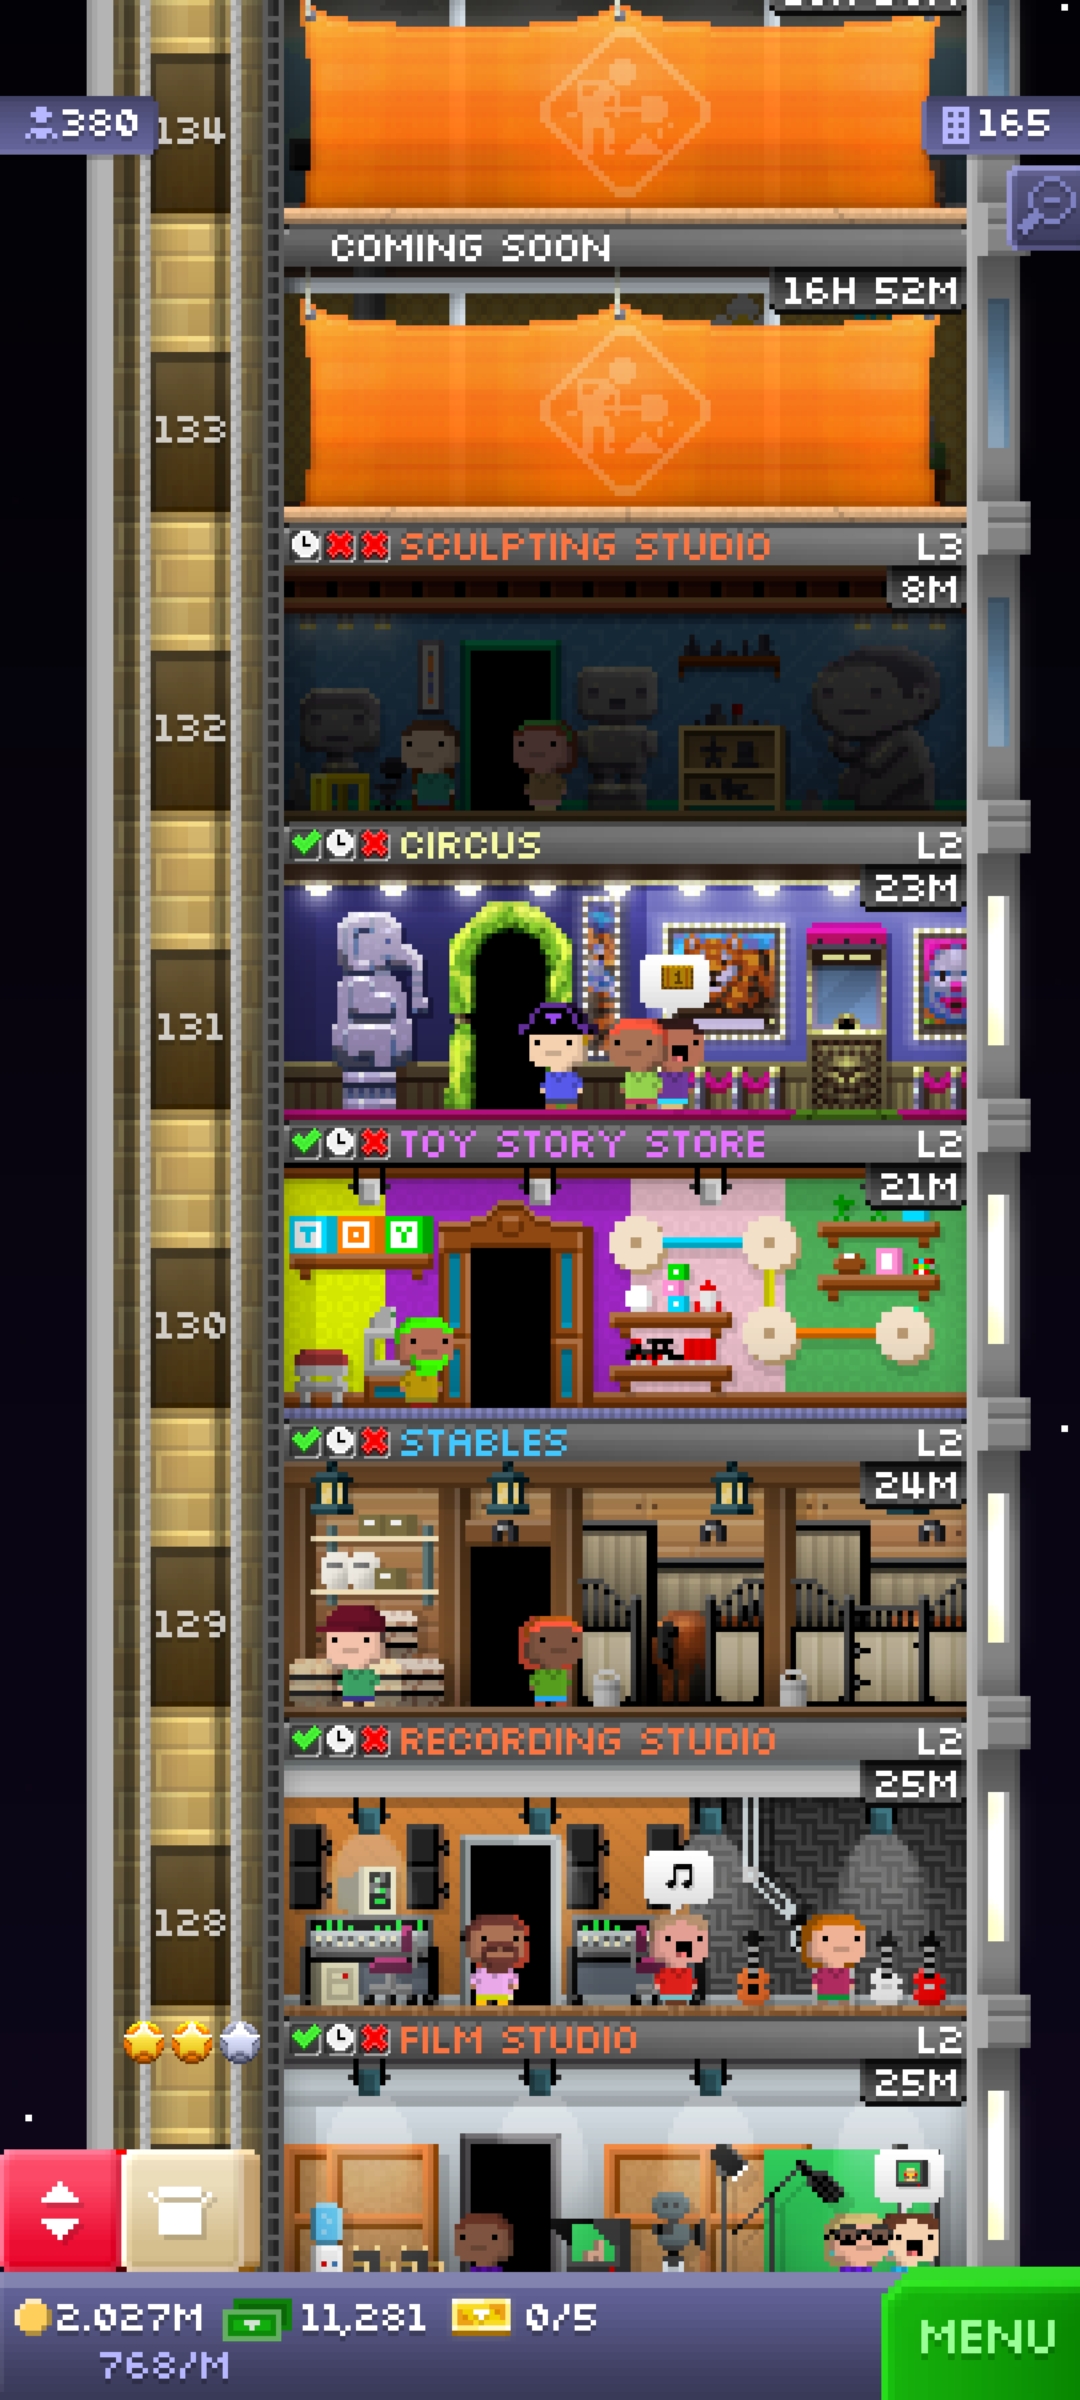 380
134
165
COMING SOON
16H 52M
133
SCULPTING STUDIO L3
8M
132
CIRCUS L2
23M
1
131
TOY STORY STORE L2
21M
T O Y
130
STABLES L2
24M
129
RECORDING STUDIO L2
25M
128
FILM STUDIO L2
25M
2.027M 11,281 0/5
768/M
MENU